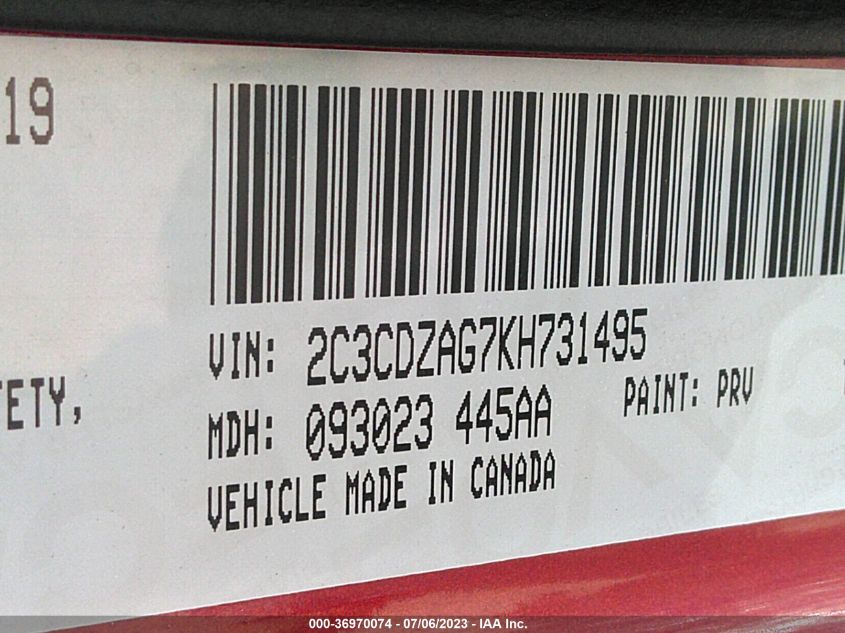 19
VIN: 2C3CDZAG7KH731495
ETY,
MDH: 093023 445AA
PAINT: PRV
VEHICLE MADE IN CANADA
000-36970074 - 07/06/2023 - IAA Inc.